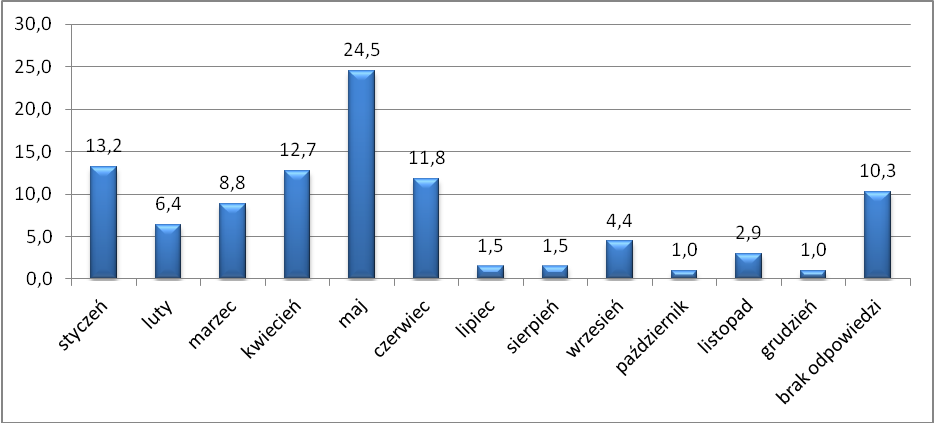 30,0
25,0
20,0
15,0
10,0
5,0
0,0
13,2
6,4
8,8
12,7
24,5
11,8
1,5
1,5
4,4
1,0
2,9
1,0
10,3
styczeń
luty
marzec
kwiecień
maj
czerwiec
lipiec
sierpień
wrzesień
październik
listopad
grudzień
brak odpowiedzi